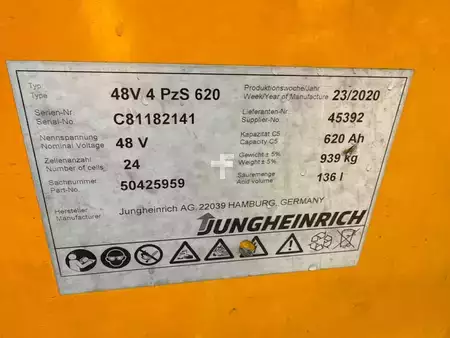 Typ
Type
48V 4 PzS 620
Produktionswoche/Jahr
Week/Year of Manufacture
23/2020
Serien-Nr.
Serial-No.
C81182141
Lieferanten-Nr.
Supplier-No.
45392
Nennspannung
Nominal Voltage
48 V
Kapazität C5
Capacity C5
620 Ah
Zellenanzahl
Number of cells
24
Gewicht ± 5%
Weight ± 5%
939 kg
Sachnummer
Part-No.
50425959
Säuremenge
Acid volume
136 l
Hersteller
Manufacturer
Jungheinrich AG, 22039 HAMBURG, GERMANY
JUNGHEINRICH